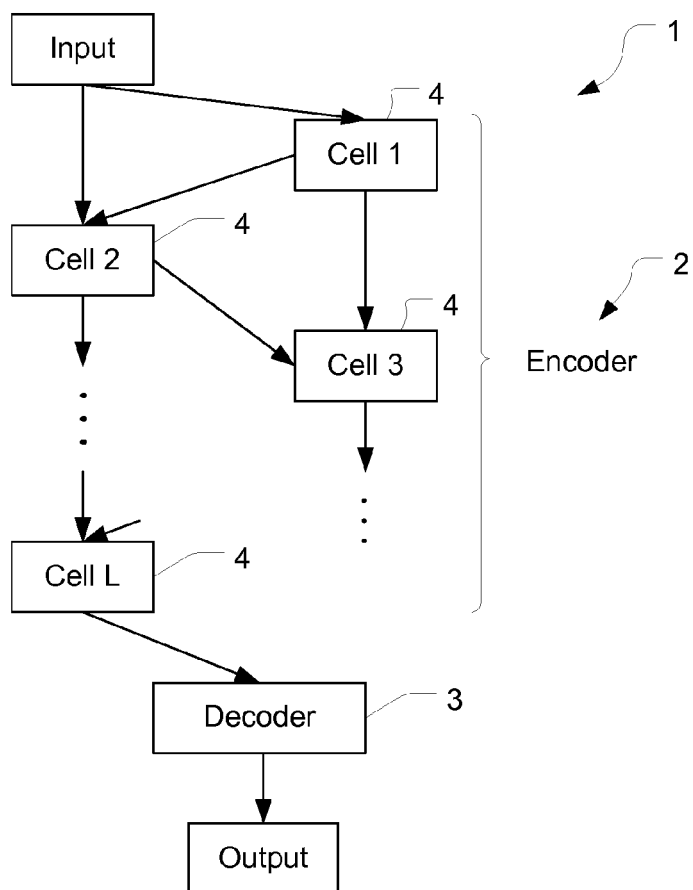 Input
1
4
Cell 1
4
Cell 2
2
4
Cell 3
Encoder
4
Cell L
3
Decoder
Output